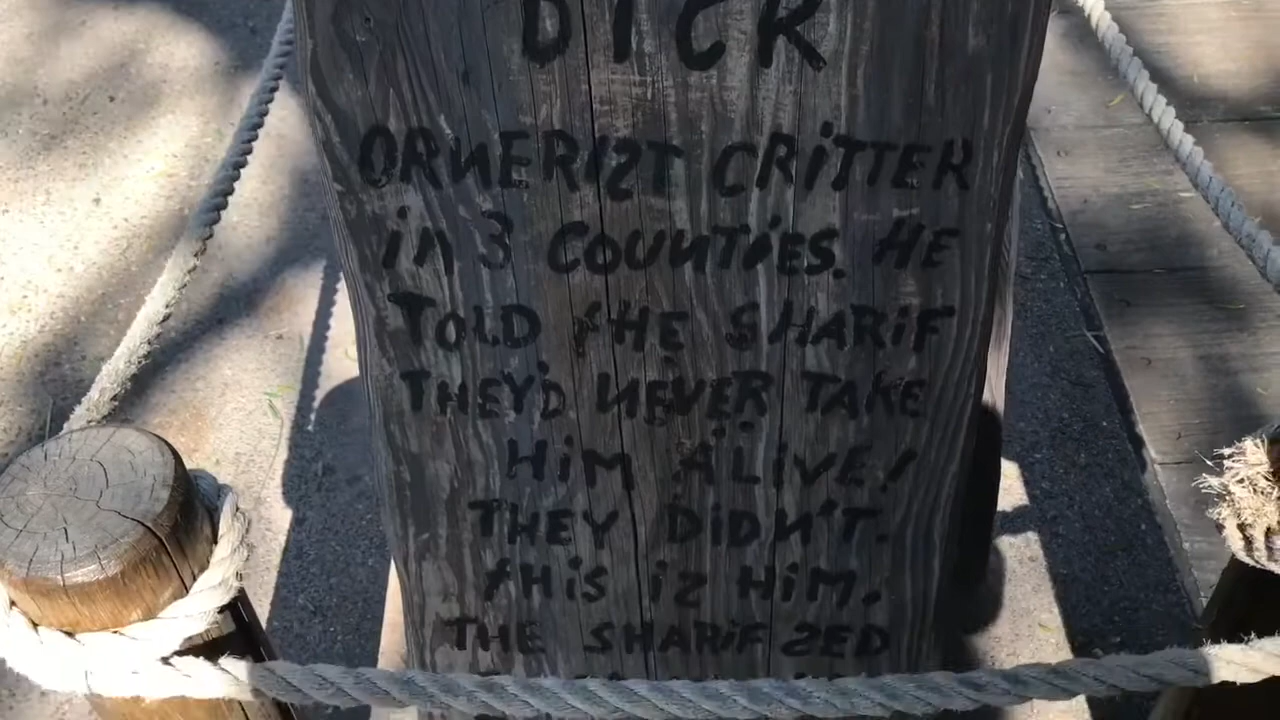 DICK
ORNERIST CRITTER
in 3 COUNTiES. HE
TOLD THE SHARiF
THEY'D NEVER TAKE
HiM ALiVE!
THEY DiDN'T.
THiS iZ HiM.
THE SHARiF SED